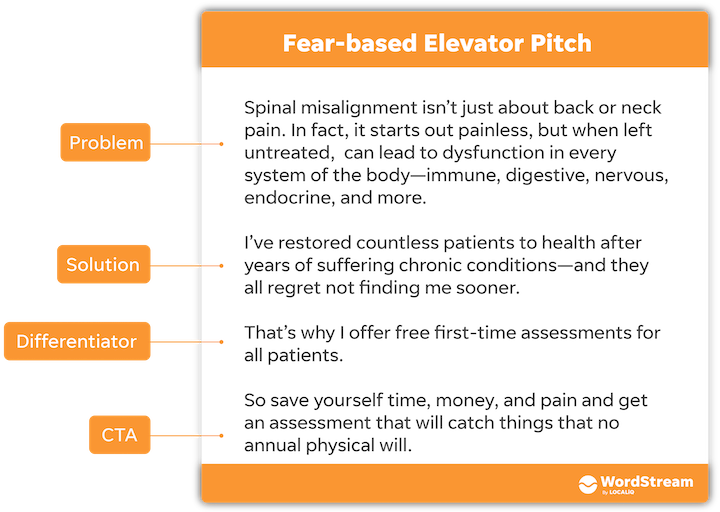 Fear-based Elevator Pitch
Problem
Spinal misalignment isn’t just about back or neck
pain. In fact, it starts out painless, but when left
untreated,  can lead to dysfunction in every
system of the body—immune, digestive, nervous,
endocrine, and more.
Solution
I’ve restored countless patients to health after
years of suffering chronic conditions—and they
all regret not finding me sooner.
Differentiator
That’s why I offer free first-time assessments for
all patients.
CTA
So save yourself time, money, and pain and get
an assessment that will catch things that no
annual physical will.
WordStream
By LOCALiQ